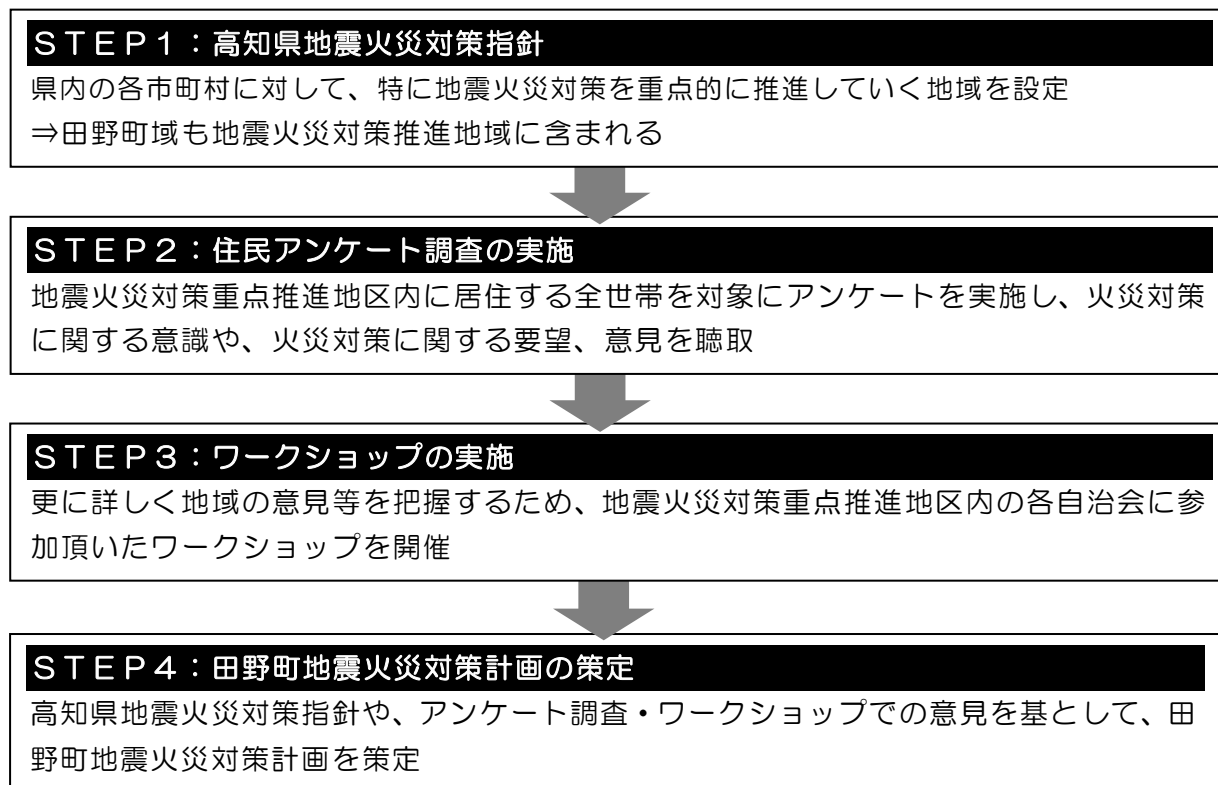 STEP1：高知県地震火災対策指針
県内の各市町村に対して、特に地震火災対策を重点的に推進していく地域を設定
⇒田野町域も地震火災対策推進地域に含まれる
STEP2：住民アンケート調査の実施
地震火災対策重点推進地区内に居住する全世帯を対象にアンケートを実施し、火災対策
に関する意識や、火災対策に関する要望、意見を聴取
STEP3：ワークショップの実施
更に詳しく地域の意見等を把握するため、地震火災対策重点推進地区内の各自治会に参
加頂いたワークショップを開催
STEP4：田野町地震火災対策計画の策定
高知県地震火災対策指針や、アンケート調査・ワークショップでの意見を基として、田
野町地震火災対策計画を策定